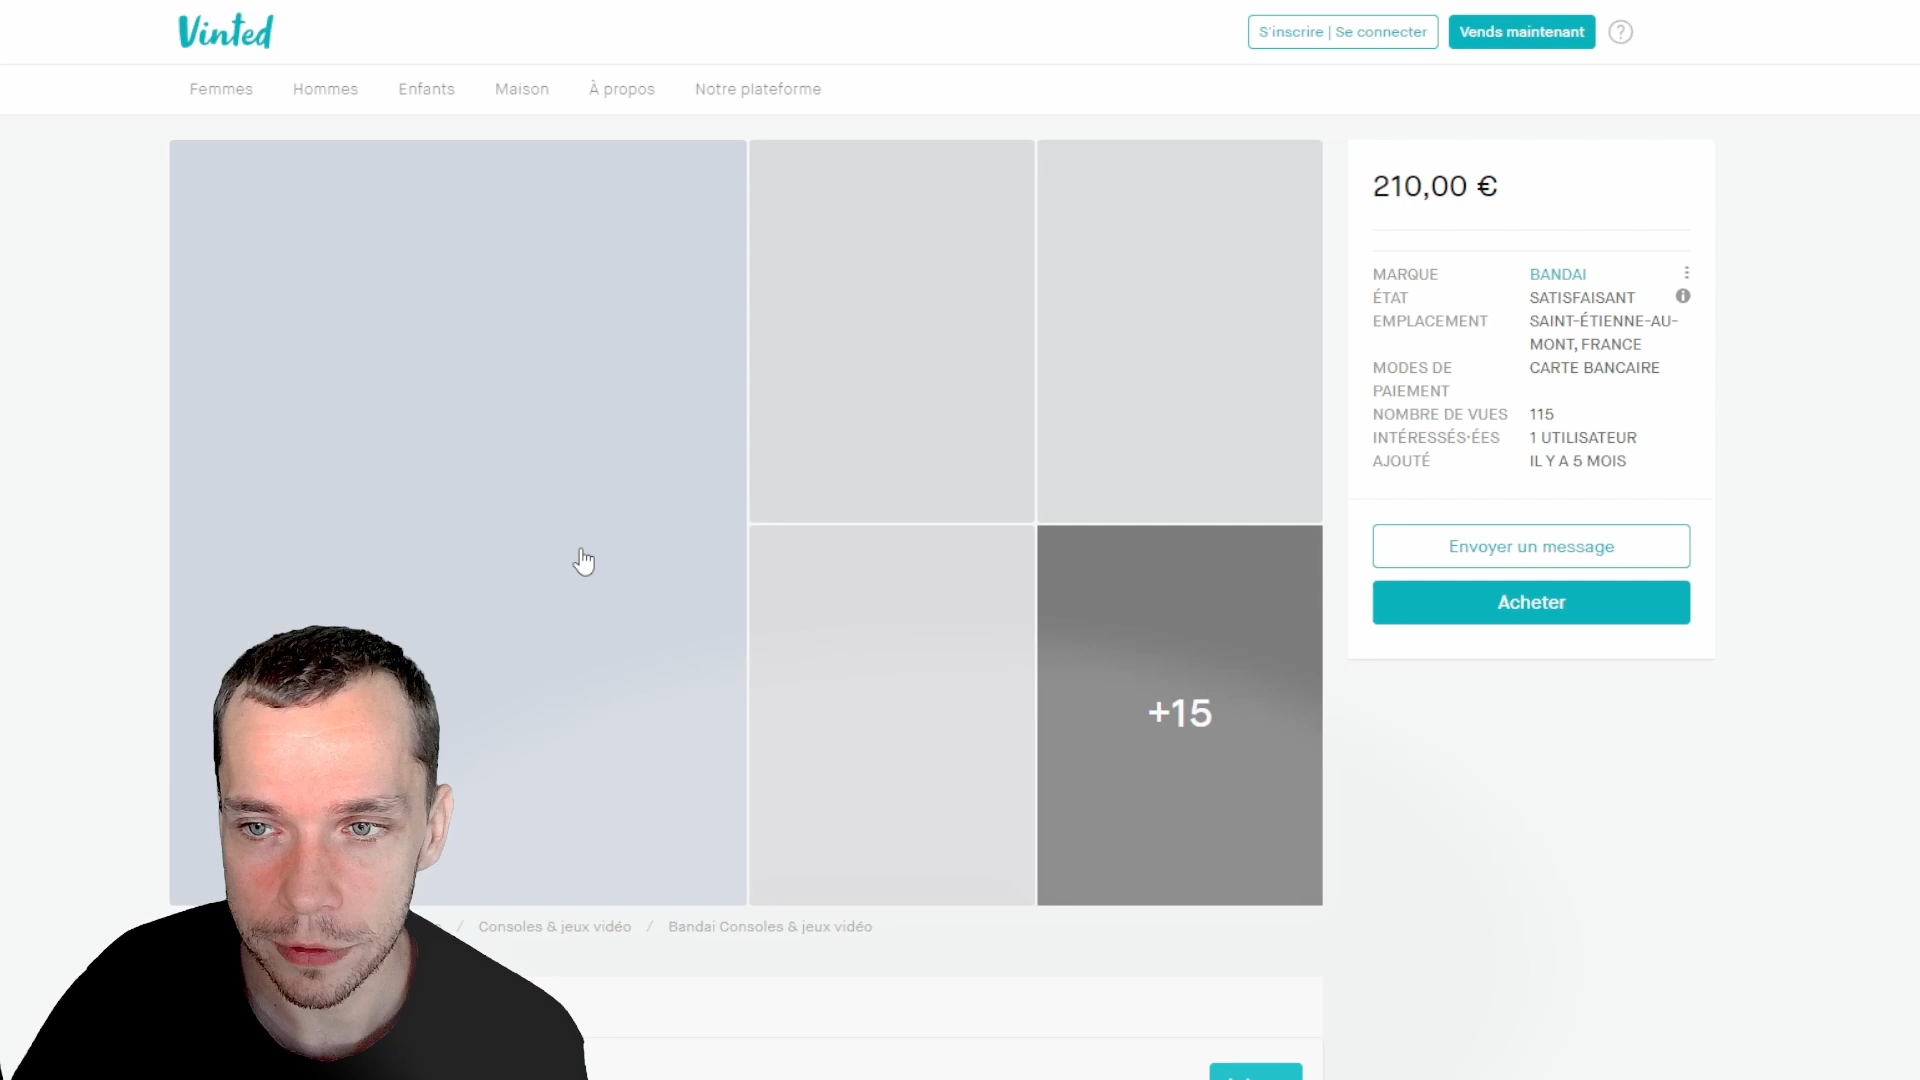 Vinted
S'inscrire | Se connecter
Vends maintenant
?
Femmes
Hommes
Enfants
Maison
À propos
Notre plateforme
210,00 €
MARQUE BANDAI
ÉTAT SATISFAISANT
EMPLACEMENT SAINT-ÉTIENNE-AU-
MONT, FRANCE
MODES DE CARTE BANCAIRE
PAIEMENT
NOMBRE DE VUES 115
INTÉRESSÉS·ÉES 1 UTILISATEUR
AJOUTÉ IL Y A 5 MOIS
Envoyer un message
Acheter
+15
/ Consoles & jeux vidéo / Bandai Consoles & jeux vidéo